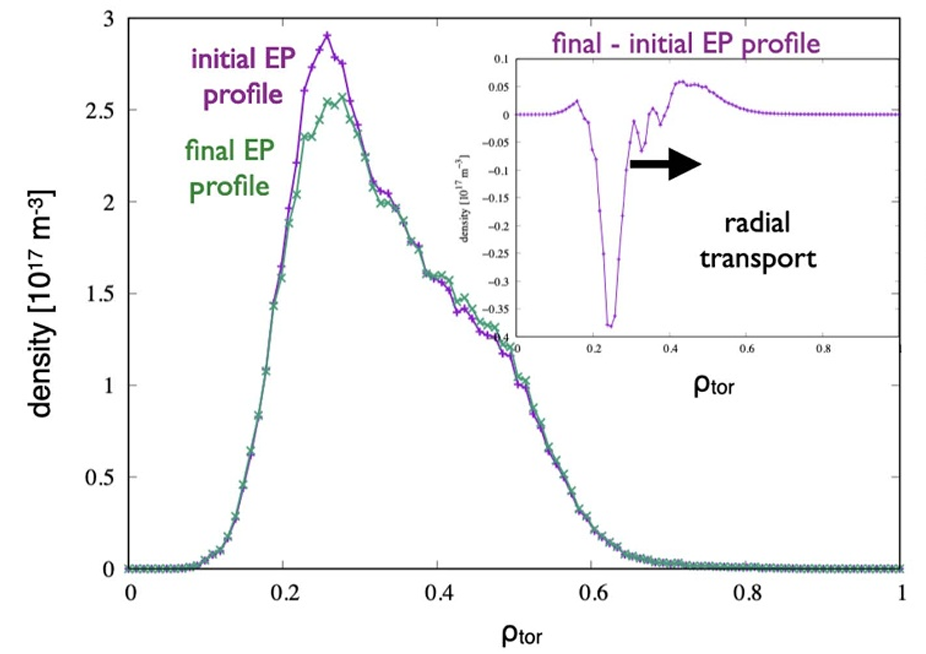 final - initial EP profile
initial EP
profile
final EP
profile
radial
transport
density [10¹⁷ m⁻³]
0.1
0.05
0
−0.05
−0.1
−0.15
−0.2
−0.25
−0.3
−0.35
0.4
0
0.2
0.4
0.6
0.8
1
ρtor
density [10¹⁷ m-³]
3
2.5
2
1.5
1
0.5
0
0
0.2
0.4
0.6
0.8
1
ρtor